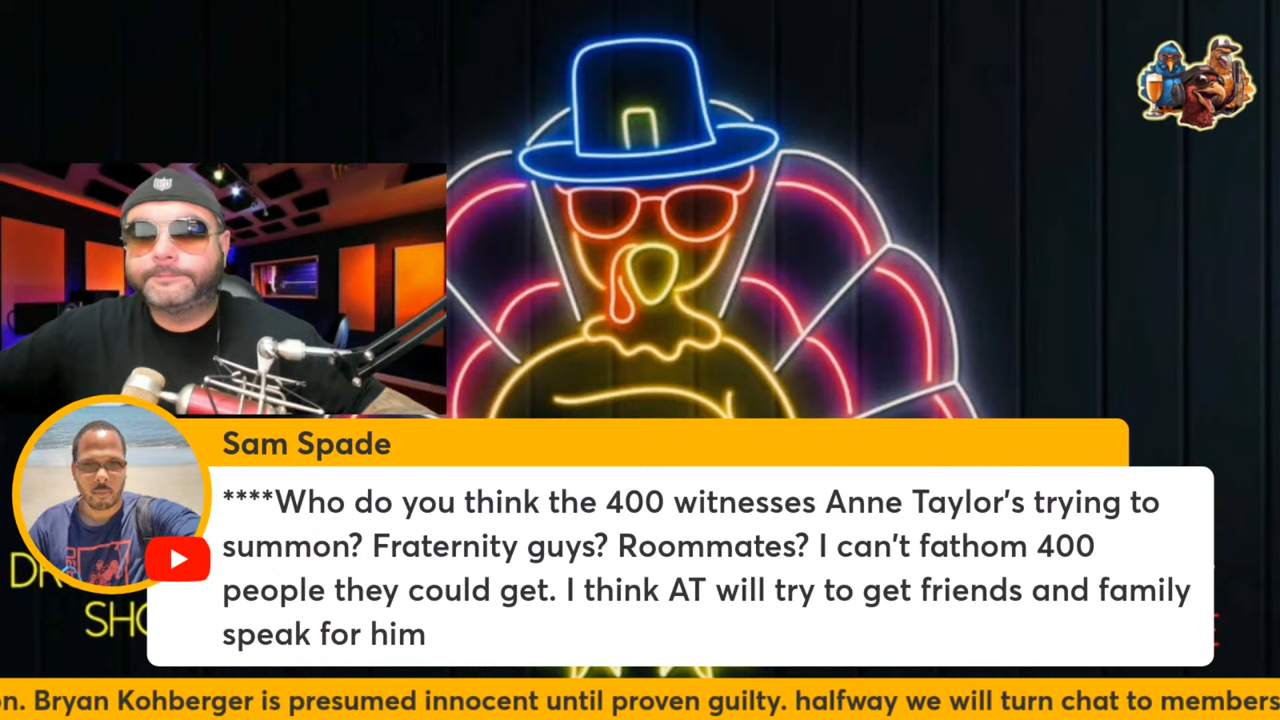 Sam Spade
****Who do you think the 400 witnesses Anne Taylor's trying to
summon? Fraternity guys? Roommates? I can't fathom 400
people they could get. I think AT will try to get friends and family
speak for him
DR
SHO
on. Bryan Kohberger is presumed innocent until proven guilty. halfway we will turn chat to members